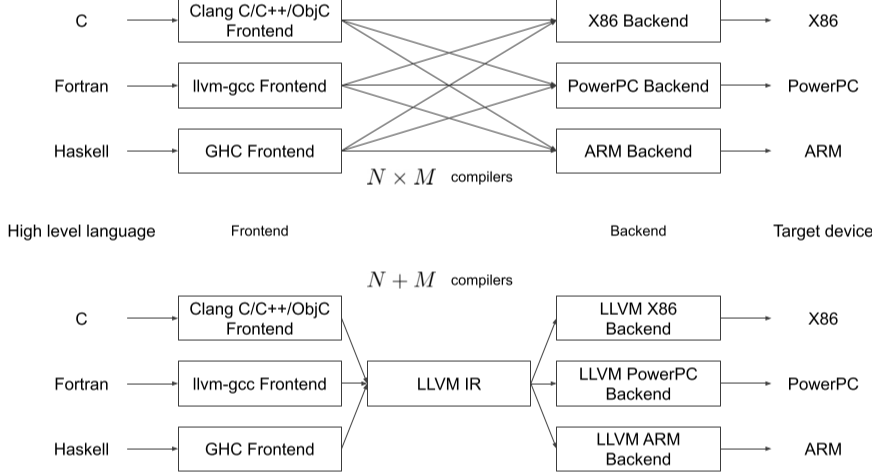 C
Clang C/C++/ObjC
Frontend
X86 Backend
X86
Fortran
llvm-gcc Frontend
PowerPC Backend
PowerPC
Haskell
GHC Frontend
ARM Backend
ARM
N × M compilers
High level language
Frontend
Backend
Target device
N + M compilers
C
Clang C/C++/ObjC
Frontend
LLVM X86
Backend
X86
Fortran
llvm-gcc Frontend
LLVM IR
LLVM PowerPC
Backend
PowerPC
Haskell
GHC Frontend
LLVM ARM
Backend
ARM